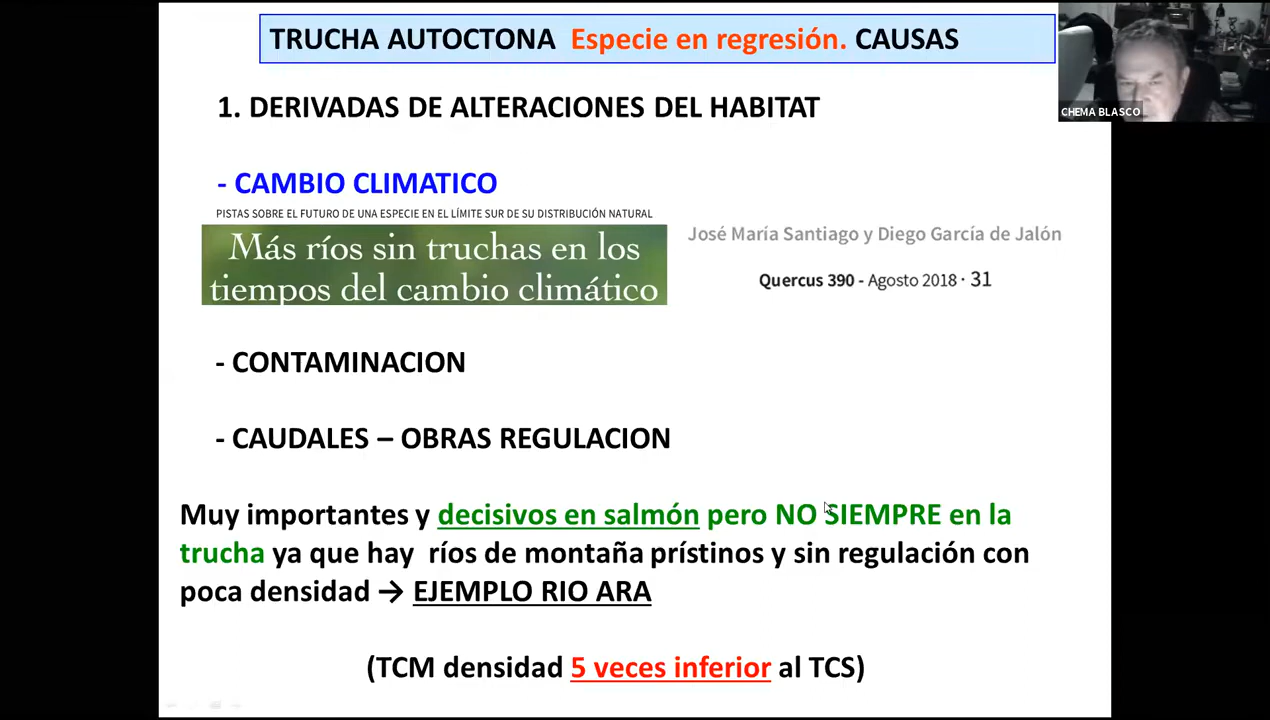 TRUCHA AUTOCTONA Especie en regresión. CAUSAS
CHEMA BLASCO
1. DERIVADAS DE ALTERACIONES DEL HABITAT
- CAMBIO CLIMATICO
PISTAS SOBRE EL FUTURO DE UNA ESPECIE EN EL LÍMITE SUR DE SU DISTRIBUCIÓN NATURAL
Más ríos sin truchas en los
tiempos del cambio climático
José María Santiago y Diego García de Jalón
Quercus 390 - Agosto 2018 · 31
- CONTAMINACION
- CAUDALES – OBRAS REGULACION
Muy importantes y decisivos en salmón pero NO SIEMPRE en la
trucha ya que hay ríos de montaña prístinos y sin regulación con
poca densidad → EJEMPLO RIO ARA
(TCM densidad 5 veces inferior al TCS)